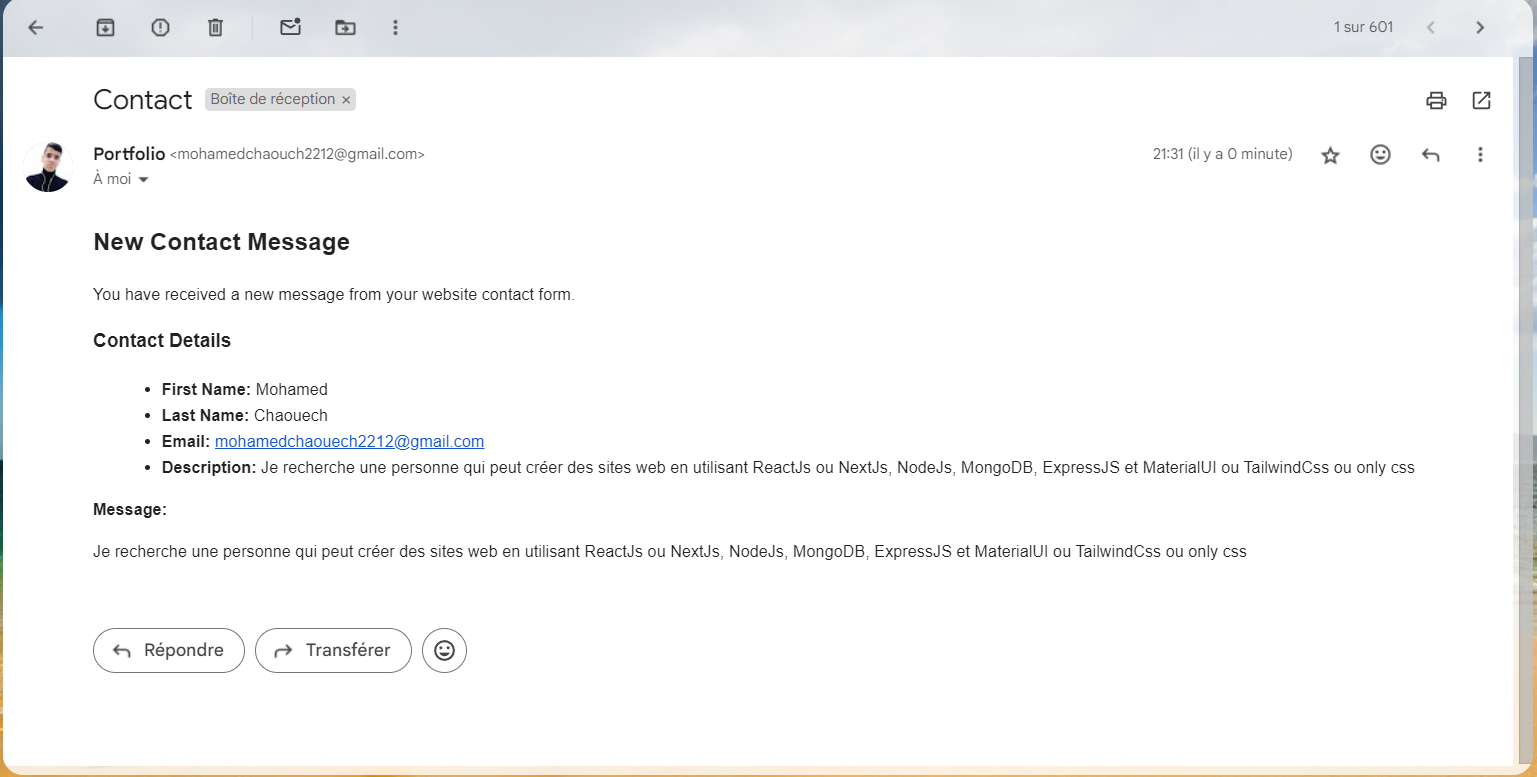 1 sur 601
Contact Boîte de réception ×
Portfolio <mohamedchaouch2212@gmail.com> 21:31 (il y a 0 minute)
À moi
New Contact Message
You have received a new message from your website contact form.
Contact Details
• First Name: Mohamed
• Last Name: Chaouech
• Email: mohamedchaouech2212@gmail.com
• Description: Je recherche une personne qui peut créer des sites web en utilisant ReactJs ou NextJs, NodeJs, MongoDB, ExpressJS et MaterialUI ou TailwindCss ou only css
Message:
Je recherche une personne qui peut créer des sites web en utilisant ReactJs ou NextJs, NodeJs, MongoDB, ExpressJS et MaterialUI ou TailwindCss ou only css
Répondre Transférer